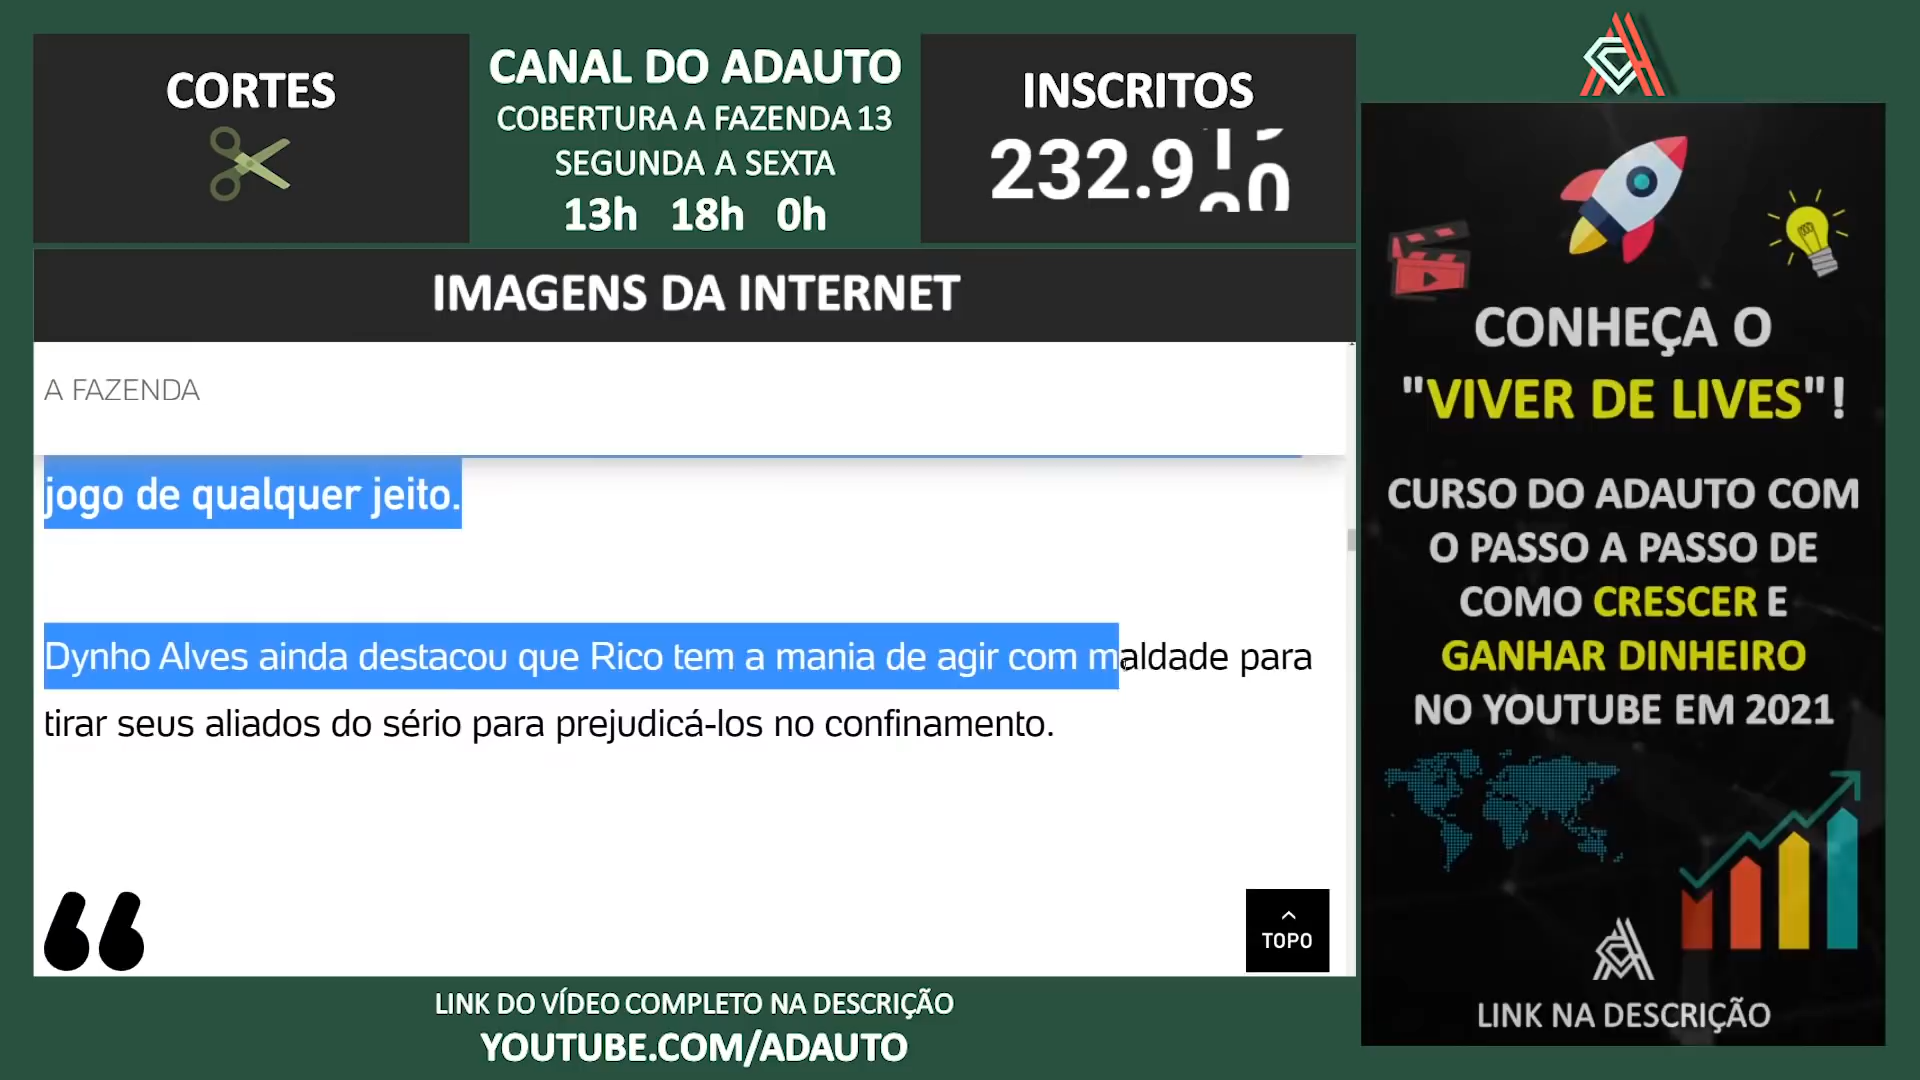 CORTES
CANAL DO ADAUTO
COBERTURA A FAZENDA 13
SEGUNDA A SEXTA
13h 18h 0h
INSCRITOS
232.9
IMAGENS DA INTERNET
A FAZENDA
jogo de qualquer jeito.
Dynho Alves ainda destacou que Rico tem a mania de agir com maldade para
tirar seus aliados do sério para prejudicá-los no confinamento.
“
TOPO
LINK DO VÍDEO COMPLETO NA DESCRIÇÃO
YOUTUBE.COM/ADAUTO
CONHEÇA O
"VIVER DE LIVES"!
CURSO DO ADAUTO COM
O PASSO A PASSO DE
COMO CRESCER E
GANHAR DINHEIRO
NO YOUTUBE EM 2021
LINK NA DESCRIÇÃO